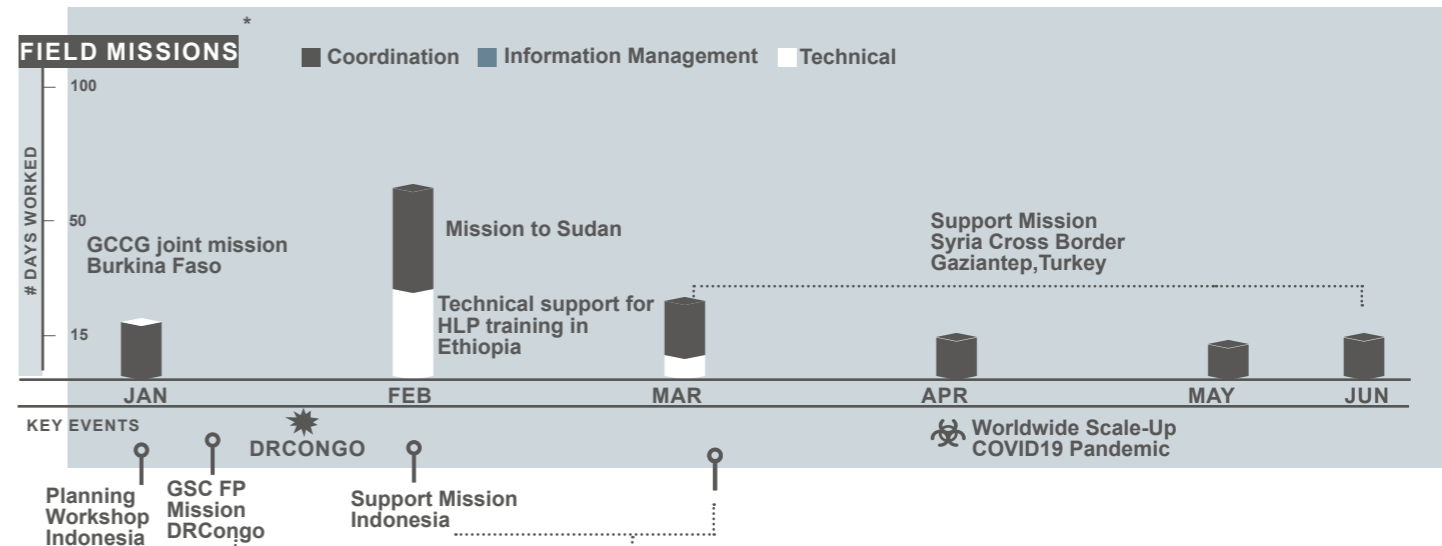 *
FIELD MISSIONS
Coordination
Information Management
Technical
100
# DAYS WORKED
50
15
GCCG joint mission
Burkina Faso
Mission to Sudan
Technical support for
HLP training in
Ethiopia
Support Mission
Syria Cross Border
Gaziantep,Turkey
JAN
FEB
MAR
APR
MAY
JUN
KEY EVENTS
DRCONGO
Worldwide Scale-Up
COVID19 Pandemic
Planning
Workshop
Indonesia
GSC FP
Mission
DRCongo
Support Mission
Indonesia